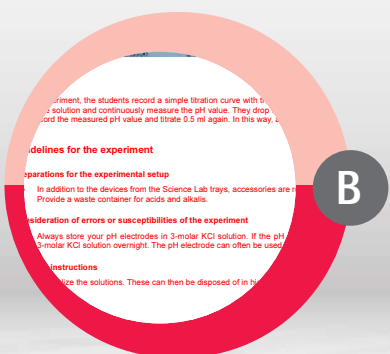 eriment, the students record a simple titration curve with
solution and continuously measure the pH value. They drop
ord the measured pH value and titrate 0.5 ml again. In this way,
delines for the experiment
parations for the experimental setup
In addition to the devices from the Science Lab trays, accessories are
Provide a waste container for acids and alkalis.
sideration of errors or susceptibilities of the experiment
Always store your pH electrodes in 3-molar KCl solution. If the pH
3-molar KCl solution overnight. The pH electrode can often be used
instructions
lize the solutions. These can then be disposed of in
B